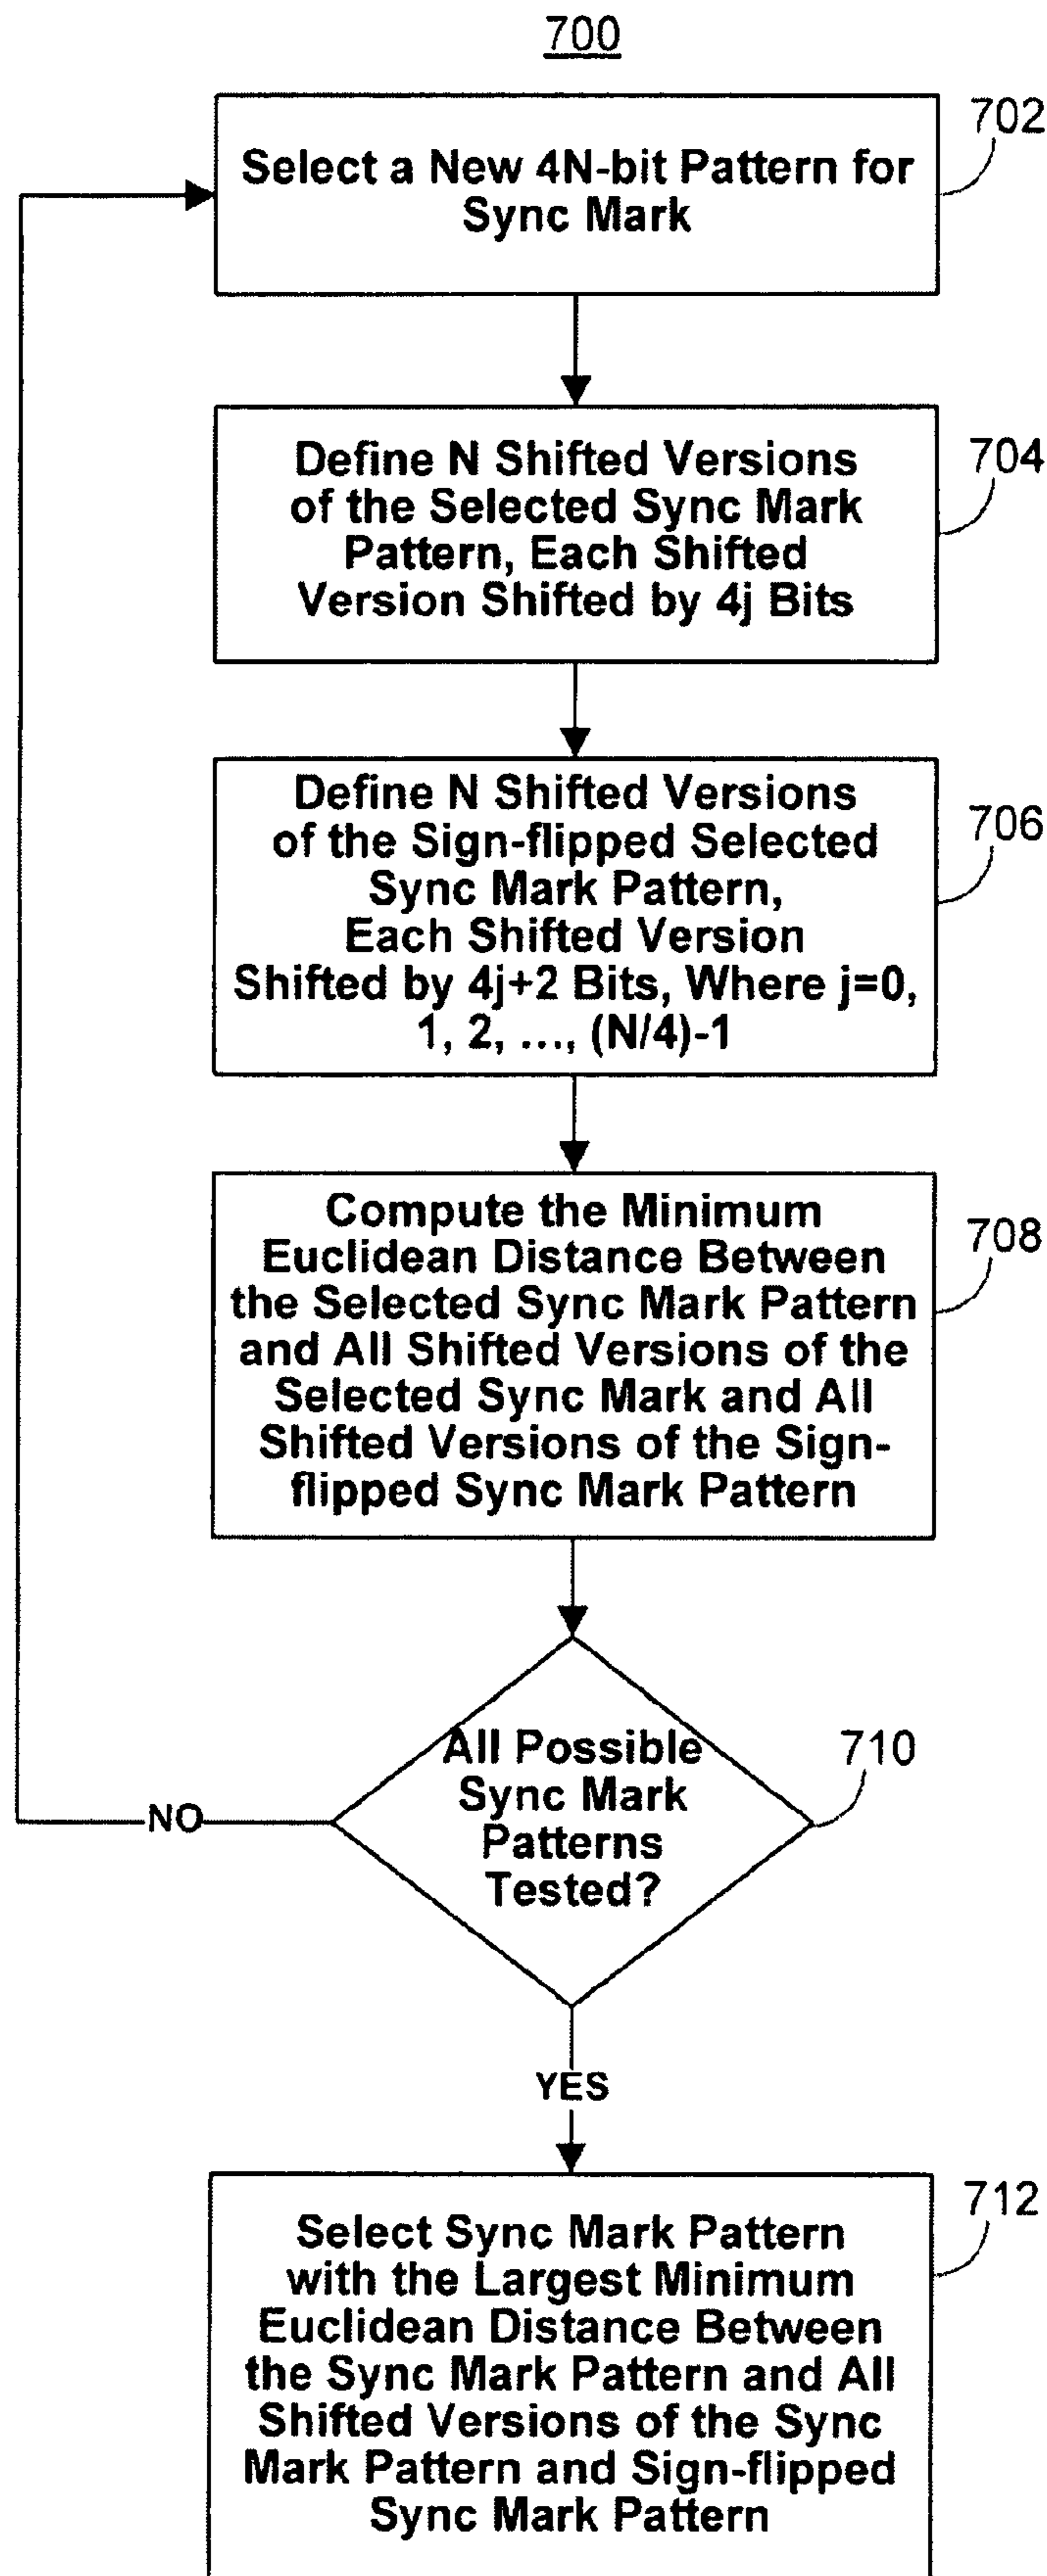 700
702
Select a New 4N-bit Pattern for
Sync Mark
704
Define N Shifted Versions
of the Selected Sync Mark
Pattern, Each Shifted
Version Shifted by 4j Bits
706
Define N Shifted Versions
of the Sign-flipped Selected
Sync Mark Pattern,
Each Shifted Version
Shifted by 4j+2 Bits, Where j=0,
1, 2, ..., (N/4)-1
708
Compute the Minimum
Euclidean Distance Between
the Selected Sync Mark Pattern
and All Shifted Versions of the
Selected Sync Mark and All
Shifted Versions of the Sign-
flipped Sync Mark Pattern
710
All Possible
Sync Mark
Patterns
Tested?
NO
YES
712
Select Sync Mark Pattern
with the Largest Minimum
Euclidean Distance Between
the Sync Mark Pattern and All
Shifted Versions of the Sync
Mark Pattern and Sign-flipped
Sync Mark Pattern